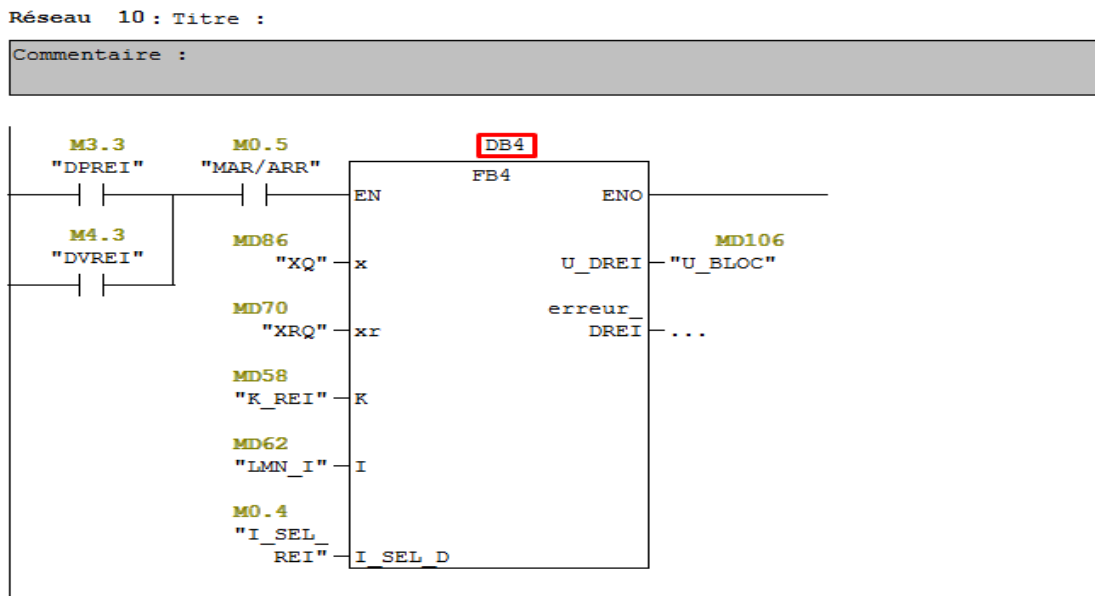 Réseau 10 : Titre :
Commentaire :
M3.3 M0.5 DB4
"DPREI" "MAR/ARR" FB4
EN ENO
M4.3 MD86 MD106
"DVREI" "XQ" x U_DREI "U_BLOC"
MD70 erreur_
"XRQ" xr DREI ...
MD58
"K_REI" K
MD62
"LMN_I" I
M0.4
"I_SEL_
REI" I_SEL_D